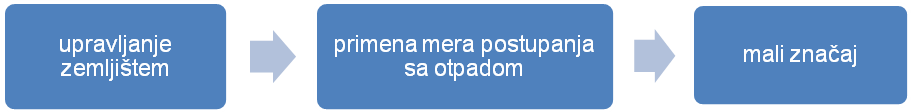 upravljanje
zemljištem
primena mera postupanja
sa otpadom
mali značaj